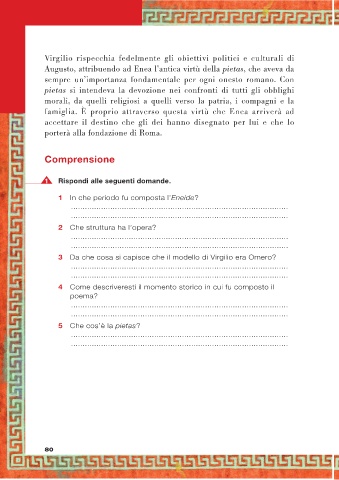 Virgilio rispecchia fedelmente gli obiettivi politici e culturali di
Augusto, attribuendo ad Enea l'antica virtù della pietas, che aveva da
sempre un'importanza fondamentale per ogni onesto romano. Con
pietas si intendeva la devozione nei confronti di tutti gli obblighi
morali, da quelli religiosi a quelli verso la patria, i compagni e la
famiglia. È proprio attraverso questa virtù che Enea arriverà ad
accettare il destino che gli dei hanno disegnato per lui e che lo
porterà alla fondazione di Roma.
Comprensione
1 Rispondi alle seguenti domande.
1 In che periodo fu composta l'Eneide?
2 Che struttura ha l'opera?
3 Da che cosa si capisce che il modello di Virgilio era Omero?
4 Come descriveresti il momento storico in cui fu composto il
poema?
5 Che cos'è la pietas?
80